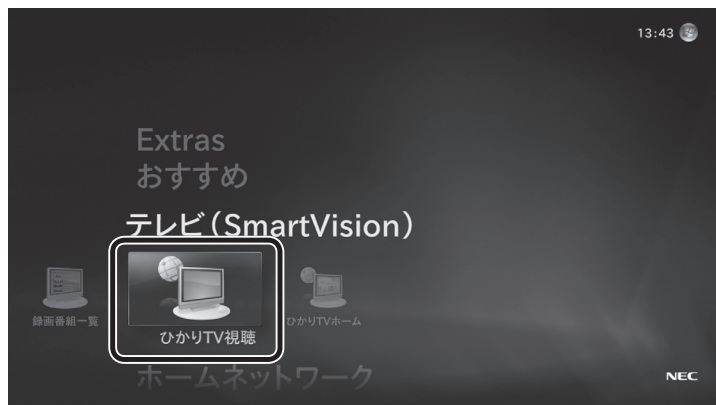 13:43
Extras
おすすめ
テレビ(SmartVision)
録画番組一覧
ひかりTV視聴
ひかりTVホーム
ホームネットワーク
NEC